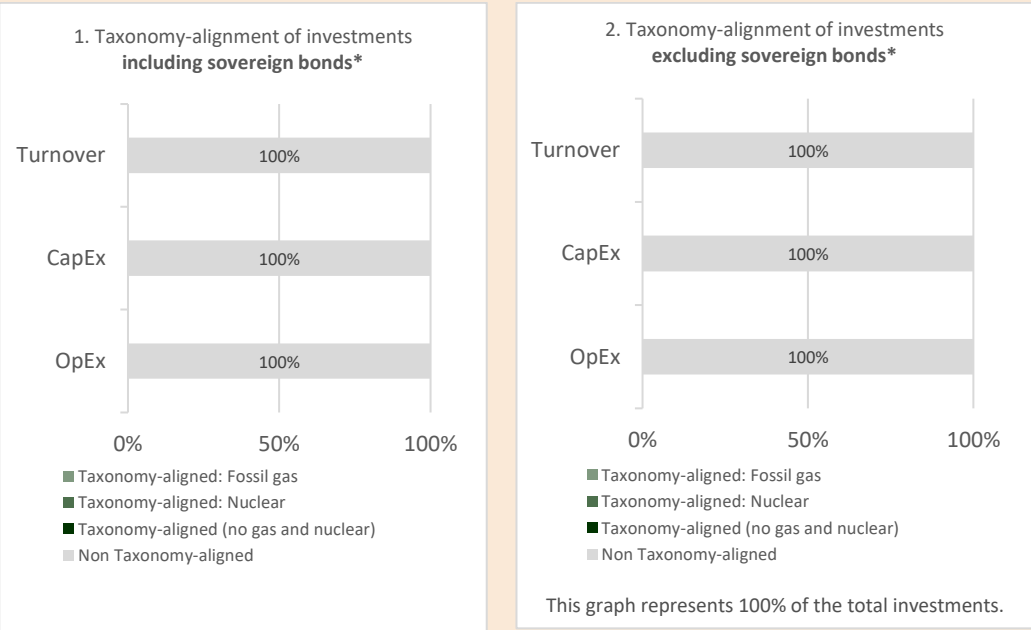 1. Taxonomy-alignment of investments
including sovereign bonds*
Turnover
100%
CapEx
100%
OpEx
100%
0% 50% 100%
Taxonomy-aligned: Fossil gas
Taxonomy-aligned: Nuclear
Taxonomy-aligned (no gas and nuclear)
Non Taxonomy-aligned
2. Taxonomy-alignment of investments
excluding sovereign bonds*
Turnover
100%
CapEx
100%
OpEx
100%
0% 50% 100%
Taxonomy-aligned: Fossil gas
Taxonomy-aligned: Nuclear
Taxonomy-aligned (no gas and nuclear)
Non Taxonomy-aligned
This graph represents 100% of the total investments.